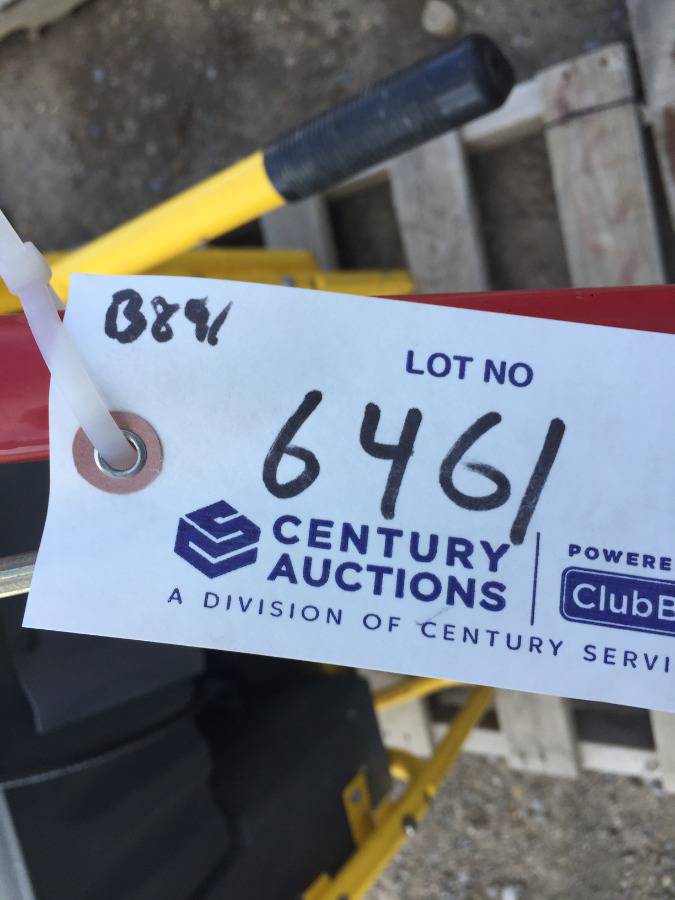 B891
LOT NO
6461
CENTURY
AUCTIONS
A DIVISION OF CENTURY SERVI
POWERE
ClubB